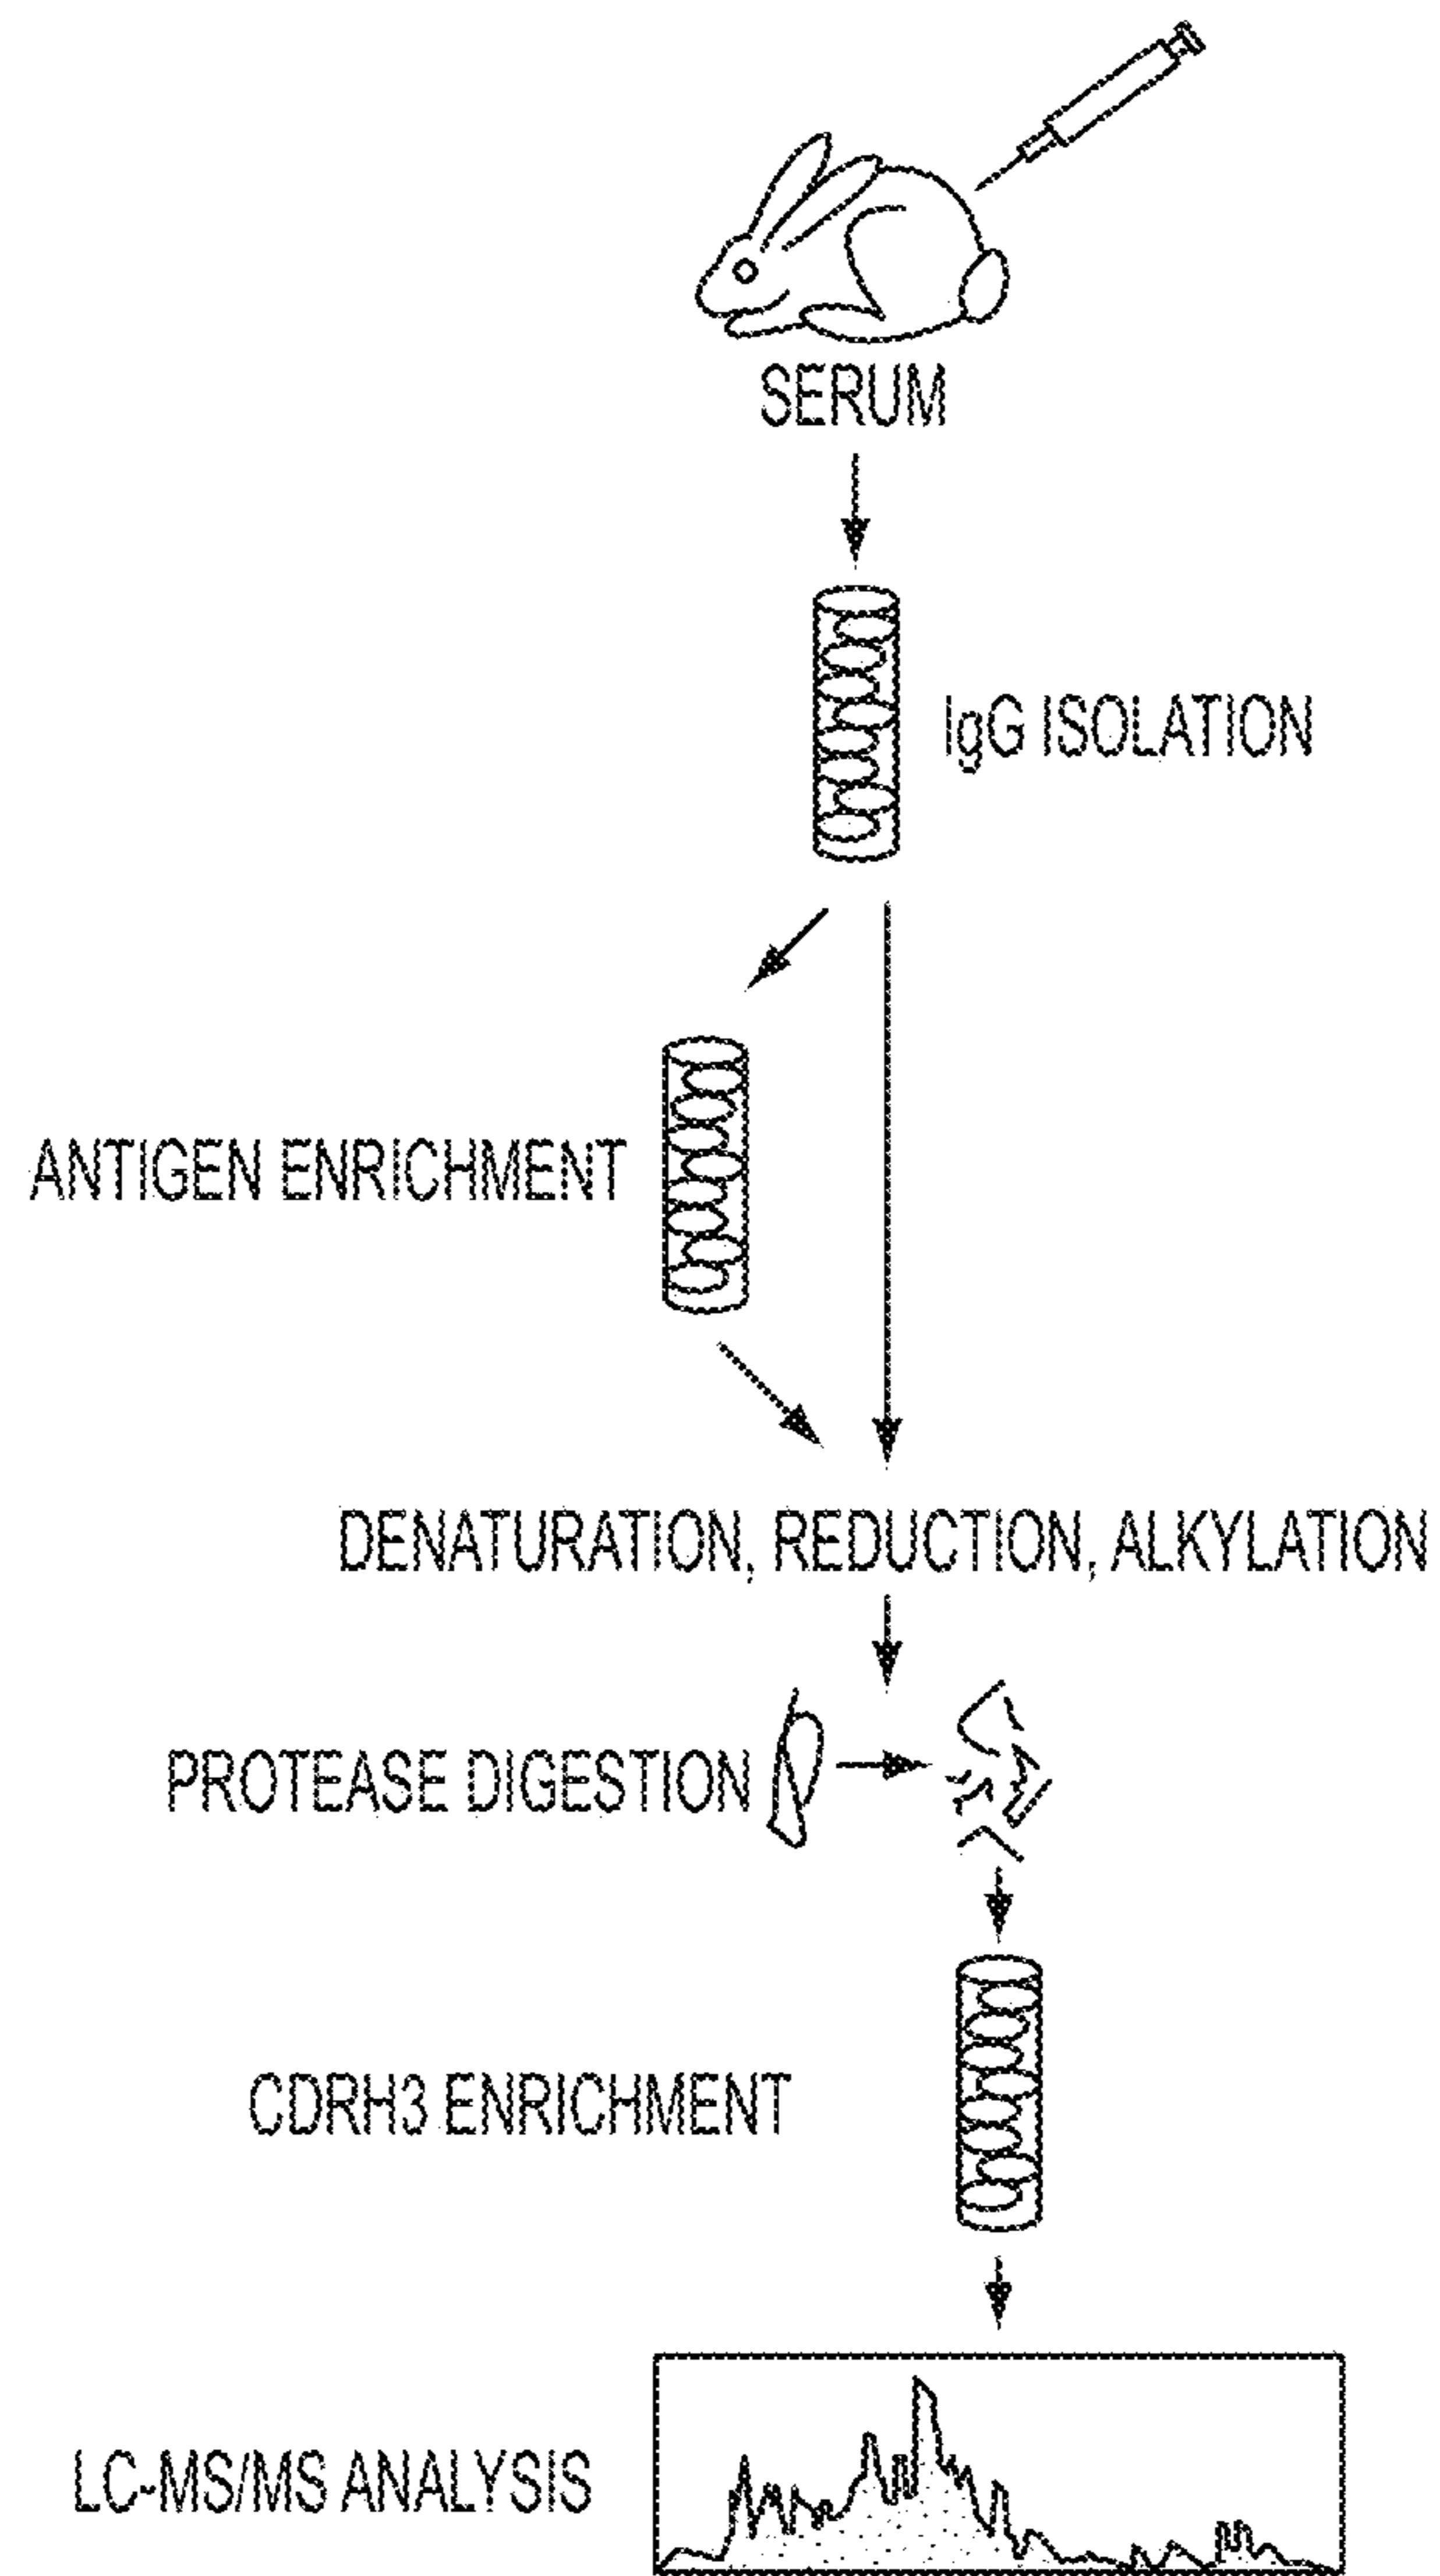 SERUM
IgG ISOLATION
ANTIGEN ENRICHMENT
DENATURATION, REDUCTION, ALKYLATION
PROTEASE DIGESTION
CDRH3 ENRICHMENT
LC-MS/MS ANALYSIS